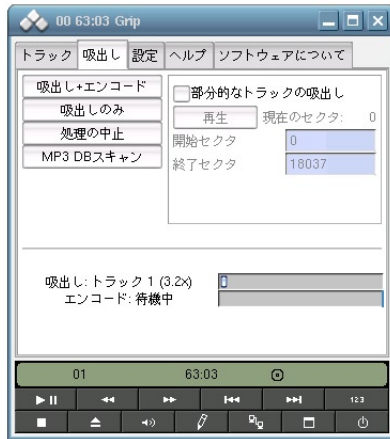 00 63:03 Grip
トラック 吸出し 設定 ヘルプ ソフトウェアについて
吸出し+エンコード
吸出しのみ
処理の中止
MP3 DBスキャン
部分的なトラックの吸出し
再生 現在のセクタ: 0
開始セクタ 0
終了セクタ 18037
吸出し: トラック 1 (3.2x)
エンコード: 待機中
01 63:03
123